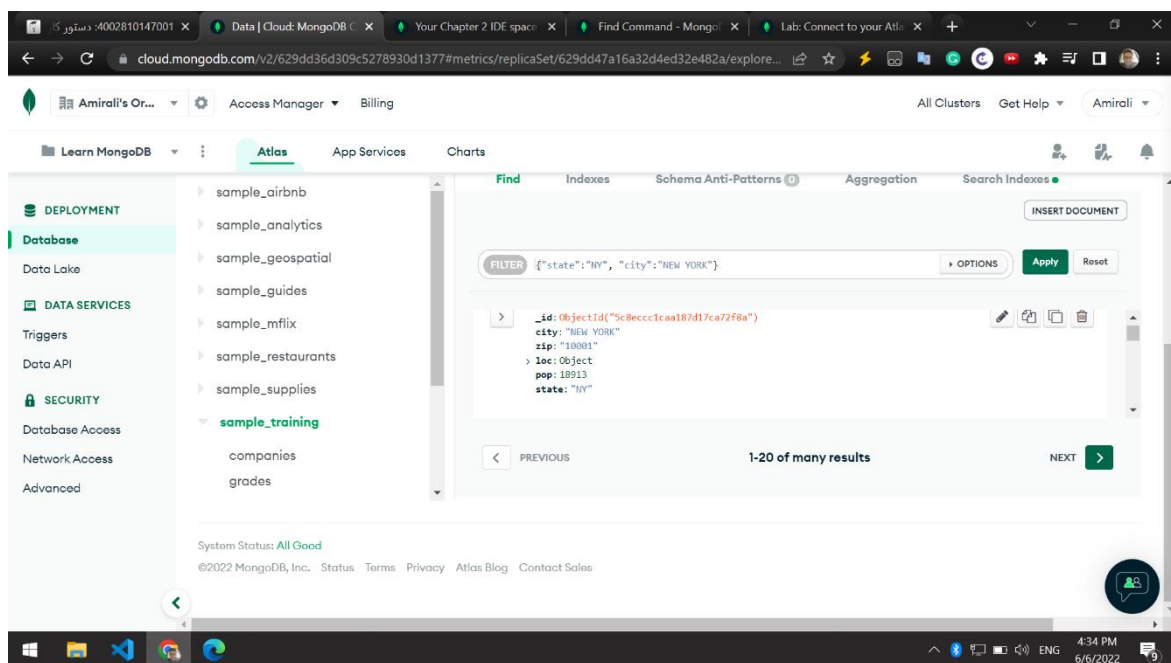 4002810147001: دستور کا
Data | Cloud: MongoDB C
Your Chapter 2 IDE space
Find Command - Mongo
Lab: Connect to your Atla
cloud.mongodb.com/v2/629dd36d309c5278930d1377#metrics/replicaSet/629dd47a16a32d4ed32e482a/explore...
Amirali's Or...
Access Manager
Billing
All Clusters
Get Help
Amirali
Learn MongoDB
Atlas
App Services
Charts
DEPLOYMENT
Database
Data Lake
DATA SERVICES
Triggers
Data API
SECURITY
Database Access
Network Access
Advanced
sample_airbnb
sample_analytics
sample_geospatial
sample_guides
sample_mflix
sample_restaurants
sample_supplies
sample_training
companies
grades
Find
Indexes
Schema Anti-Patterns 0
Aggregation
Search Indexes
INSERT DOCUMENT
FILTER {"state":"NY", "city":"NEW YORK"}
OPTIONS
Apply
Reset
_id: ObjectId("5c8eccc1caa187d17ca72f8a")
city: "NEW YORK"
zip: "10001"
> loc: Object
pop: 18913
state: "NY"
PREVIOUS
1-20 of many results
NEXT
System Status: All Good
©2022 MongoDB, Inc. Status Terms Privacy Atlas Blog Contact Sales
ENG
4:34 PM
6/6/2022
9